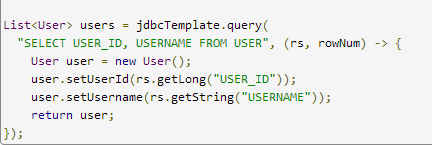 List<User> users = jdbcTemplate.query(
  "SELECT USER_ID, USERNAME FROM USER", (rs, rowNum) -> {
    User user = new User();
    user.setUserId(rs.getLong("USER_ID"));
    user.setUsername(rs.getString("USERNAME"));
    return user;
});